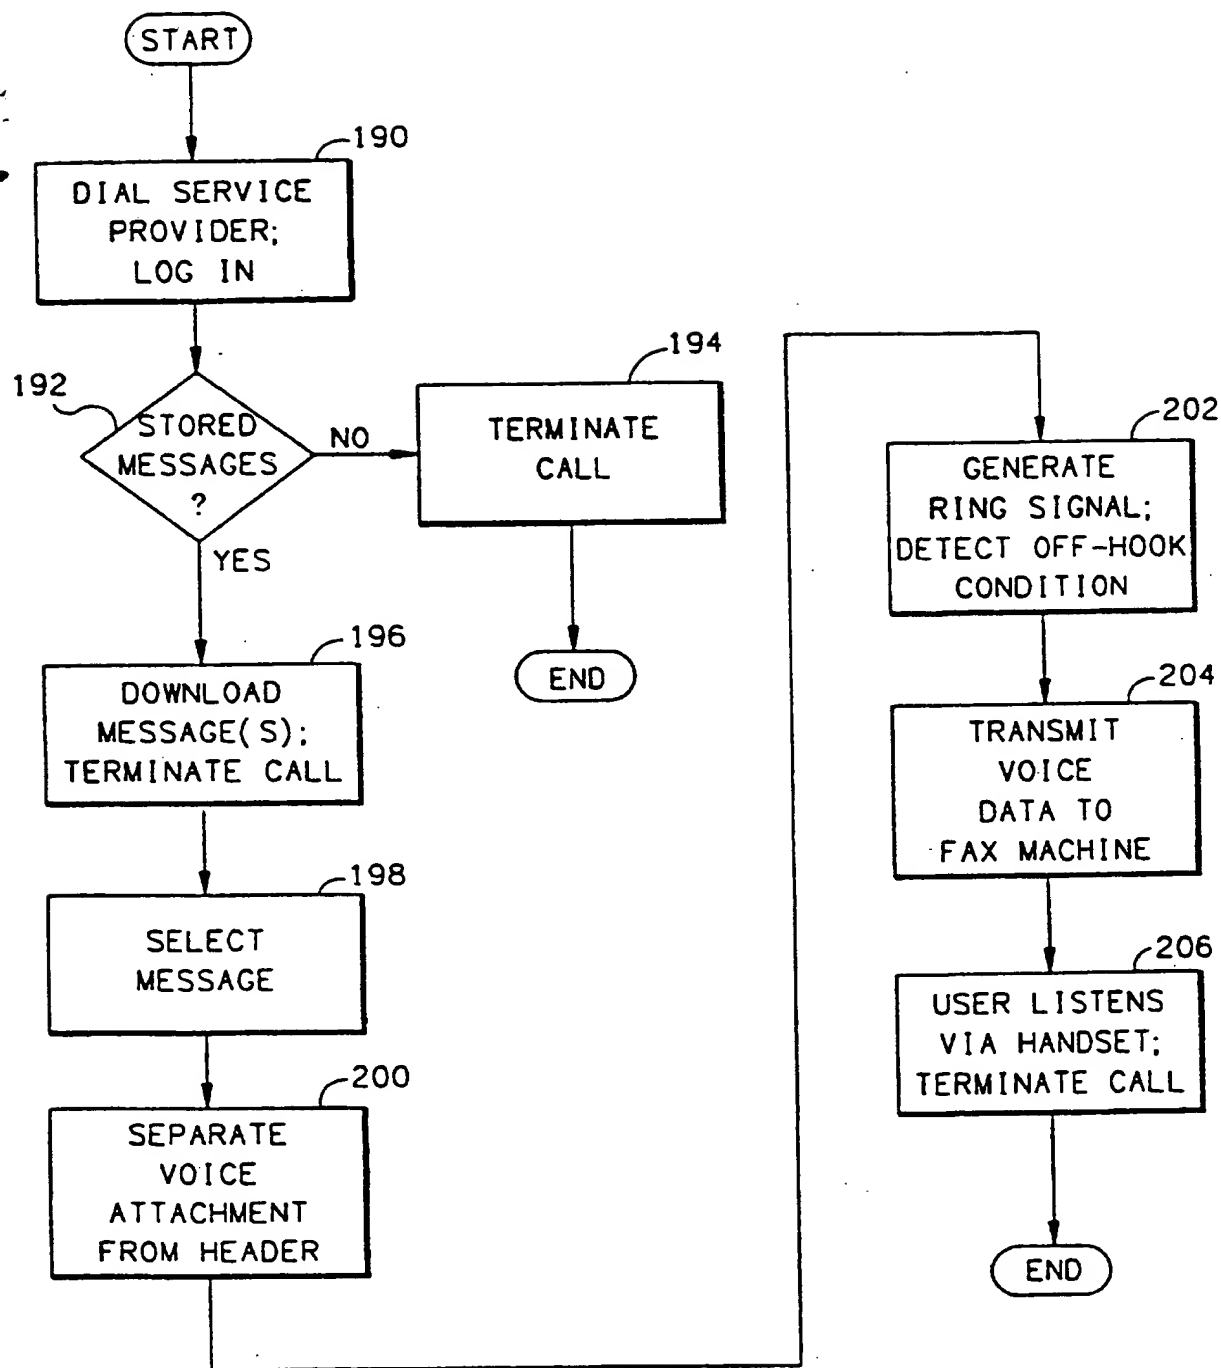 START
190
DIAL SERVICE
PROVIDER;
LOG IN
192
STORED
MESSAGES
?
NO
YES
194
TERMINATE
CALL
END
196
DOWNLOAD
MESSAGE(S);
TERMINATE CALL
198
SELECT
MESSAGE
200
SEPARATE
VOICE
ATTACHMENT
FROM HEADER
202
GENERATE
RING SIGNAL;
DETECT OFF-HOOK
CONDITION
204
TRANSMIT
VOICE
DATA TO
FAX MACHINE
206
USER LISTENS
VIA HANDSET;
TERMINATE CALL
END